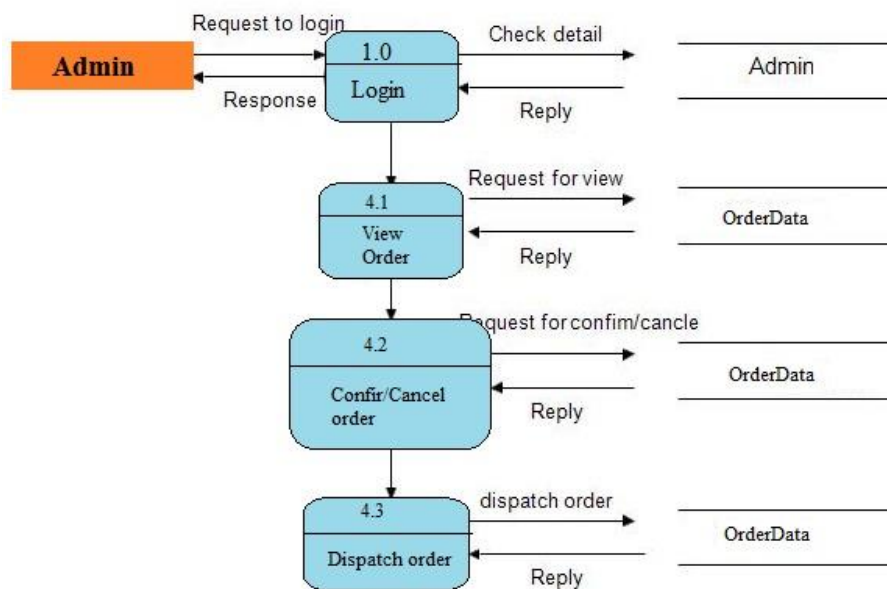 Request to login
Admin
Response
1.0
Login
Check detail
Reply
Admin
4.1
View
Order
Request for view
Reply
OrderData
Request for confim/cancle
4.2
Confir/Cancel
order
Reply
OrderData
4.3
Dispatch order
dispatch order
Reply
OrderData